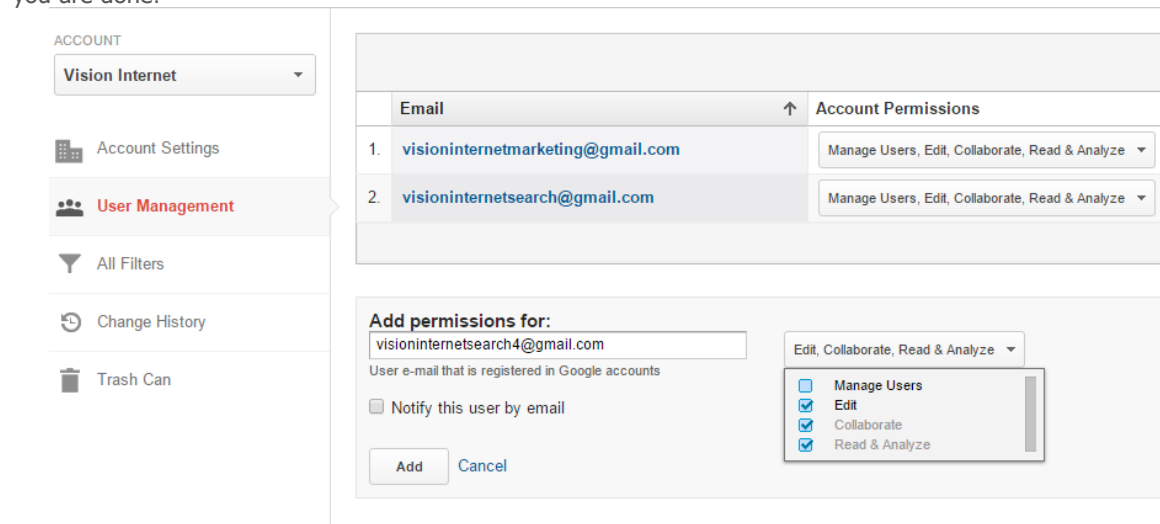 you are done.
ACCOUNT
Vision Internet
Account Settings
User Management
All Filters
Change History
Trash Can
Email Account Permissions
1. visioninternetmarketing@gmail.com Manage Users, Edit, Collaborate, Read & Analyze
2. visioninternetsearch@gmail.com Manage Users, Edit, Collaborate, Read & Analyze
Add permissions for:
visioninternetsearch4@gmail.com
User e-mail that is registered in Google accounts
Notify this user by email
Add Cancel
Edit, Collaborate, Read & Analyze
Manage Users
Edit
Collaborate
Read & Analyze